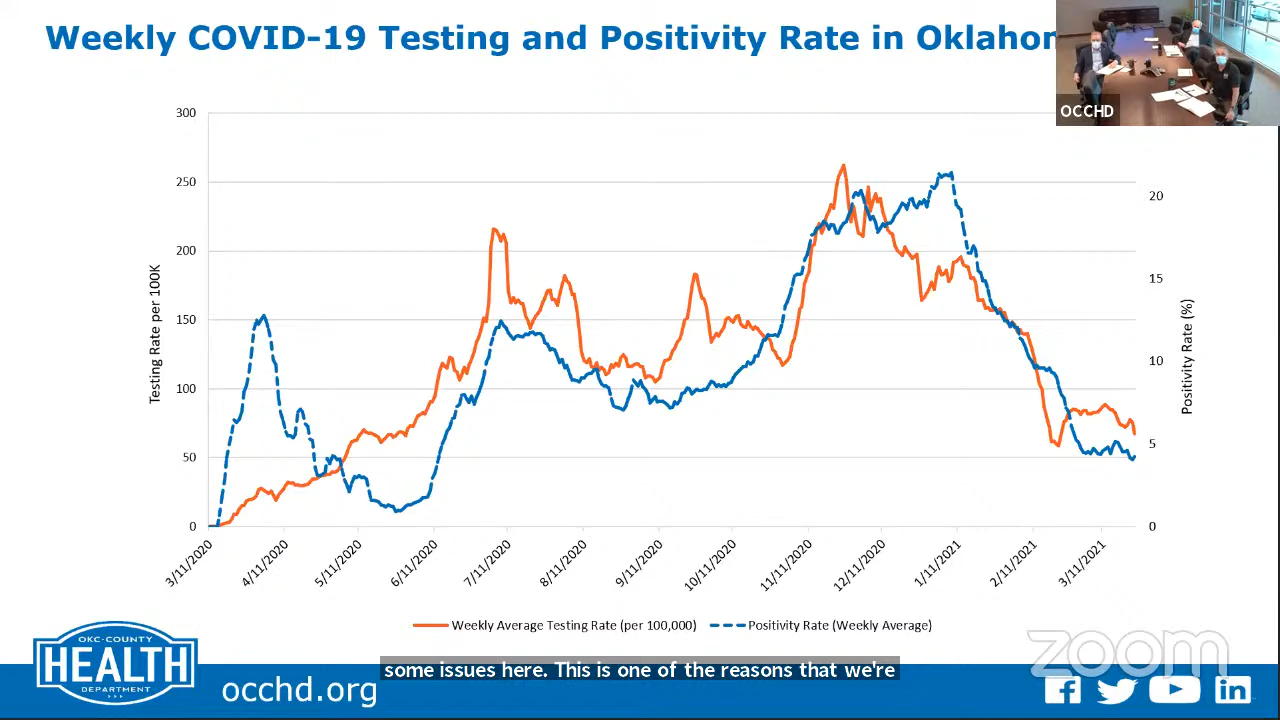 Weekly COVID-19 Testing and Positivity Rate in Oklahom
OCCHD
300
250
200
150
100
50
0
Testing Rate per 100K
20
15
10
5
0
Positivity Rate (%)
3/11/2020
4/11/2020
5/11/2020
6/11/2020
7/11/2020
8/11/2020
9/11/2020
10/11/2020
11/11/2020
12/11/2020
1/11/2021
2/11/2021
3/11/2021
Weekly Average Testing Rate (per 100,000)
Positivity Rate (Weekly Average)
OKC-COUNTY
HEALTH
DEPARTMENT
occhd.org
some issues here. This is one of the reasons that we're
zoom